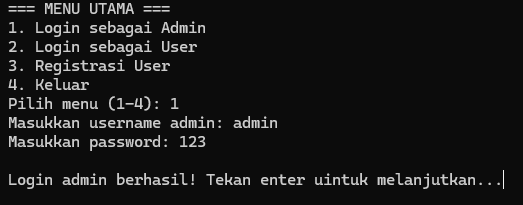 === MENU UTAMA ===
1. Login sebagai Admin
2. Login sebagai User
3. Registrasi User
4. Keluar
Pilih menu (1-4): 1
Masukkan username admin: admin
Masukkan password: 123
Login admin berhasil! Tekan enter uintuk melanjutkan...